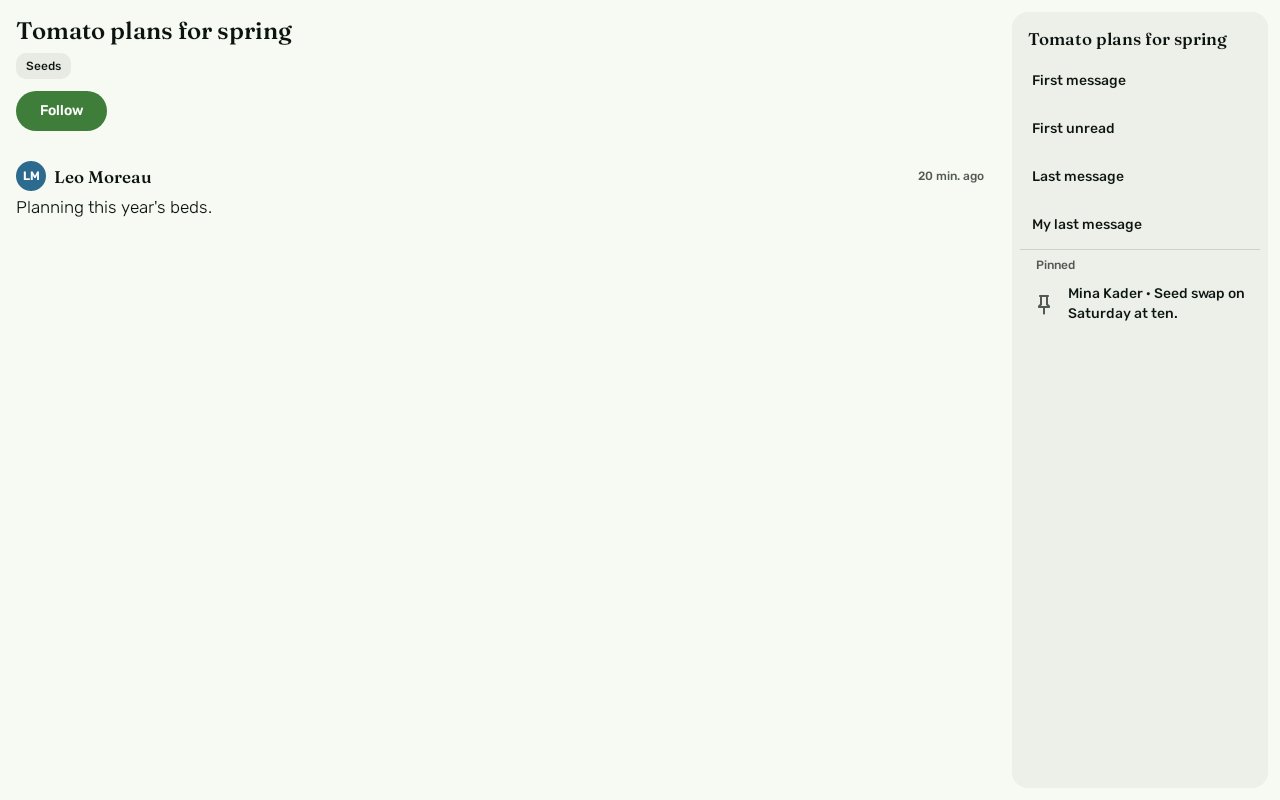 Tomato plans for spring
Seeds
Follow
LM
Leo Moreau
20 min. ago
Planning this year's beds.
Tomato plans for spring
First message
First unread
Last message
My last message
Pinned
Mina Kader • Seed swap on
Saturday at ten.